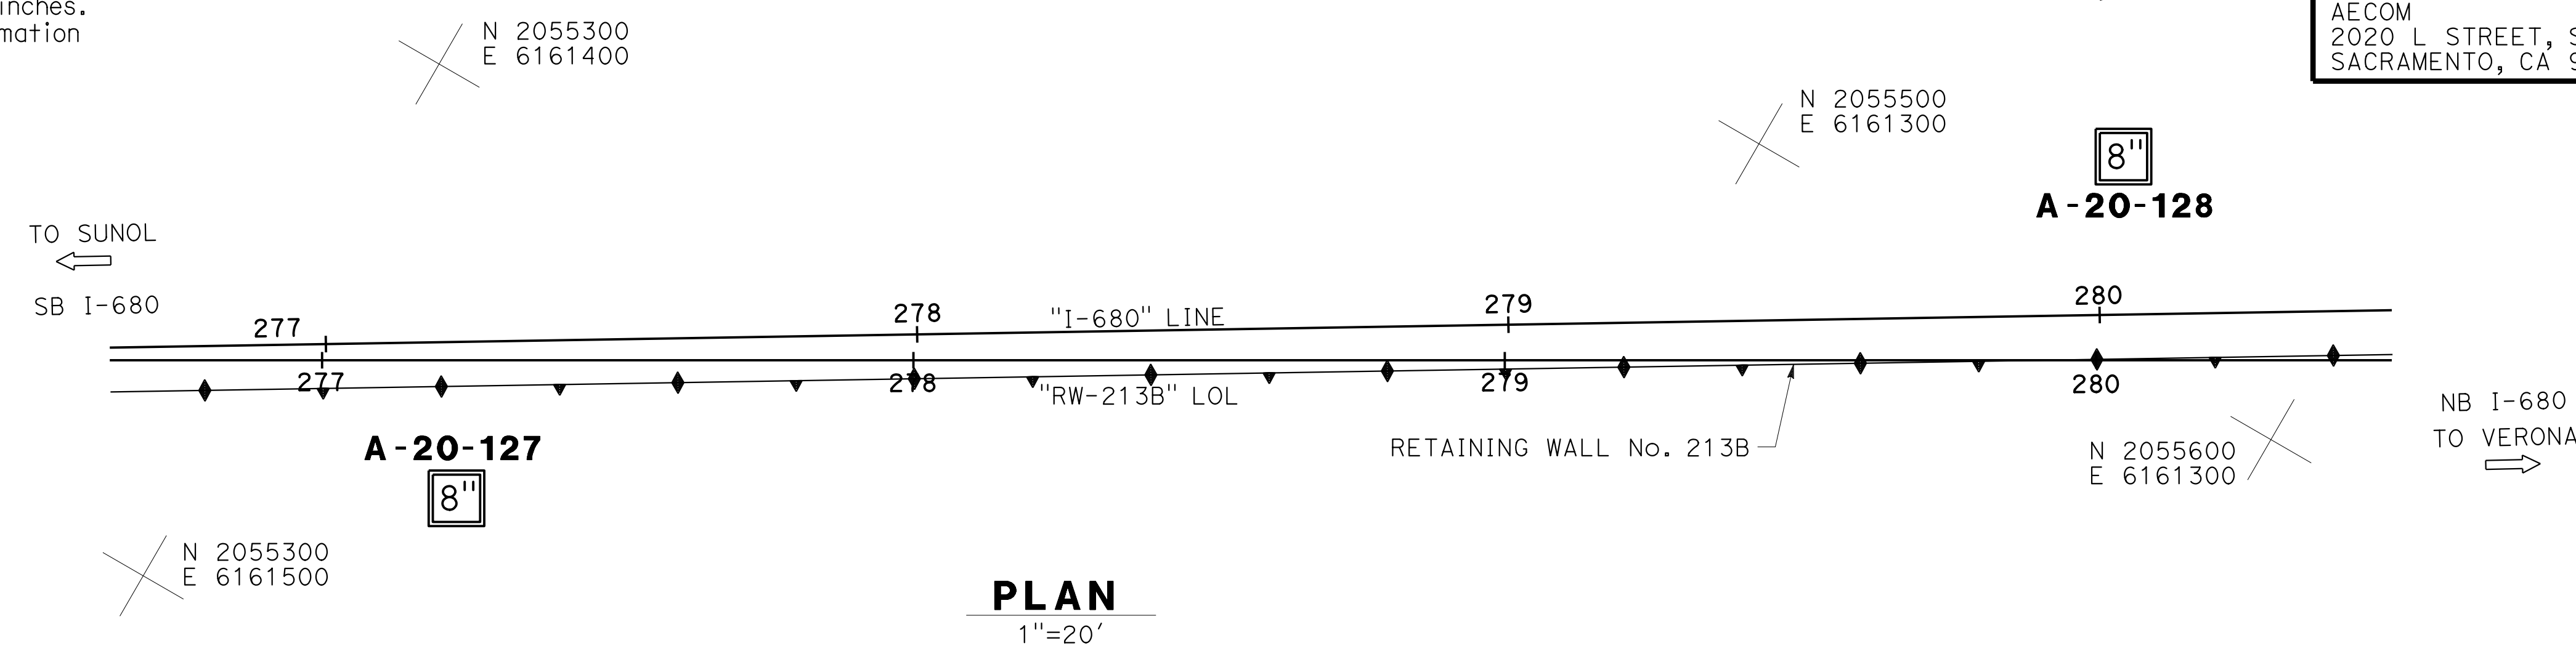 inches.
mation
N 2055300
E 6161400
AECOM
2020 L STREET, S
SACRAMENTO, CA 9
N 2055500
E 6161300
8"
A-20-128
TO SUNOL
SB I-680
277
278
"I-680" LINE
279
280
277
278
"RW-213B" LOL
279
280
A-20-127
8"
RETAINING WALL No. 213B
N 2055600
E 6161300
NB I-680
TO VERONA
N 2055300
E 6161500
PLAN
1"=20'